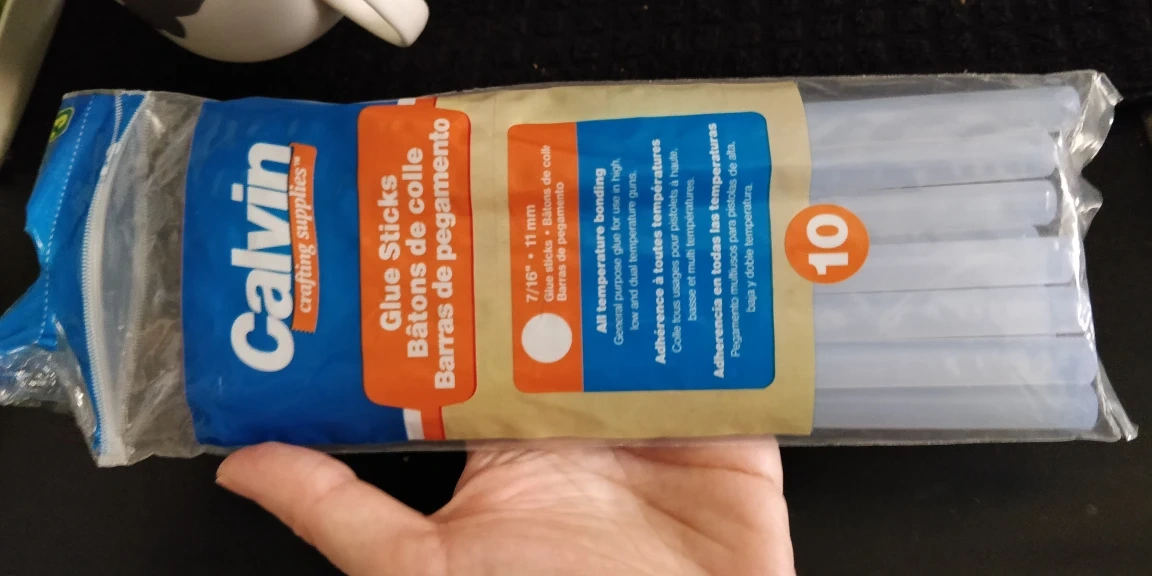 Calvin
crafting supplies™
Glue Sticks
Bâtons de colle
Barras de pegamento
7/16" • 11 mm
Glue sticks • Bâtons de colle
Barras de pegamento
All temperature bonding
General purpose glue for use in high,
low and dual temperature guns.
Adhérence à toutes températures
Colle tous usages pour pistolets à haute,
basse et multi températures.
Adherencia en todas las temperaturas
Pegamento multiusos para pistolas de alta,
baja y doble temperatura.
10